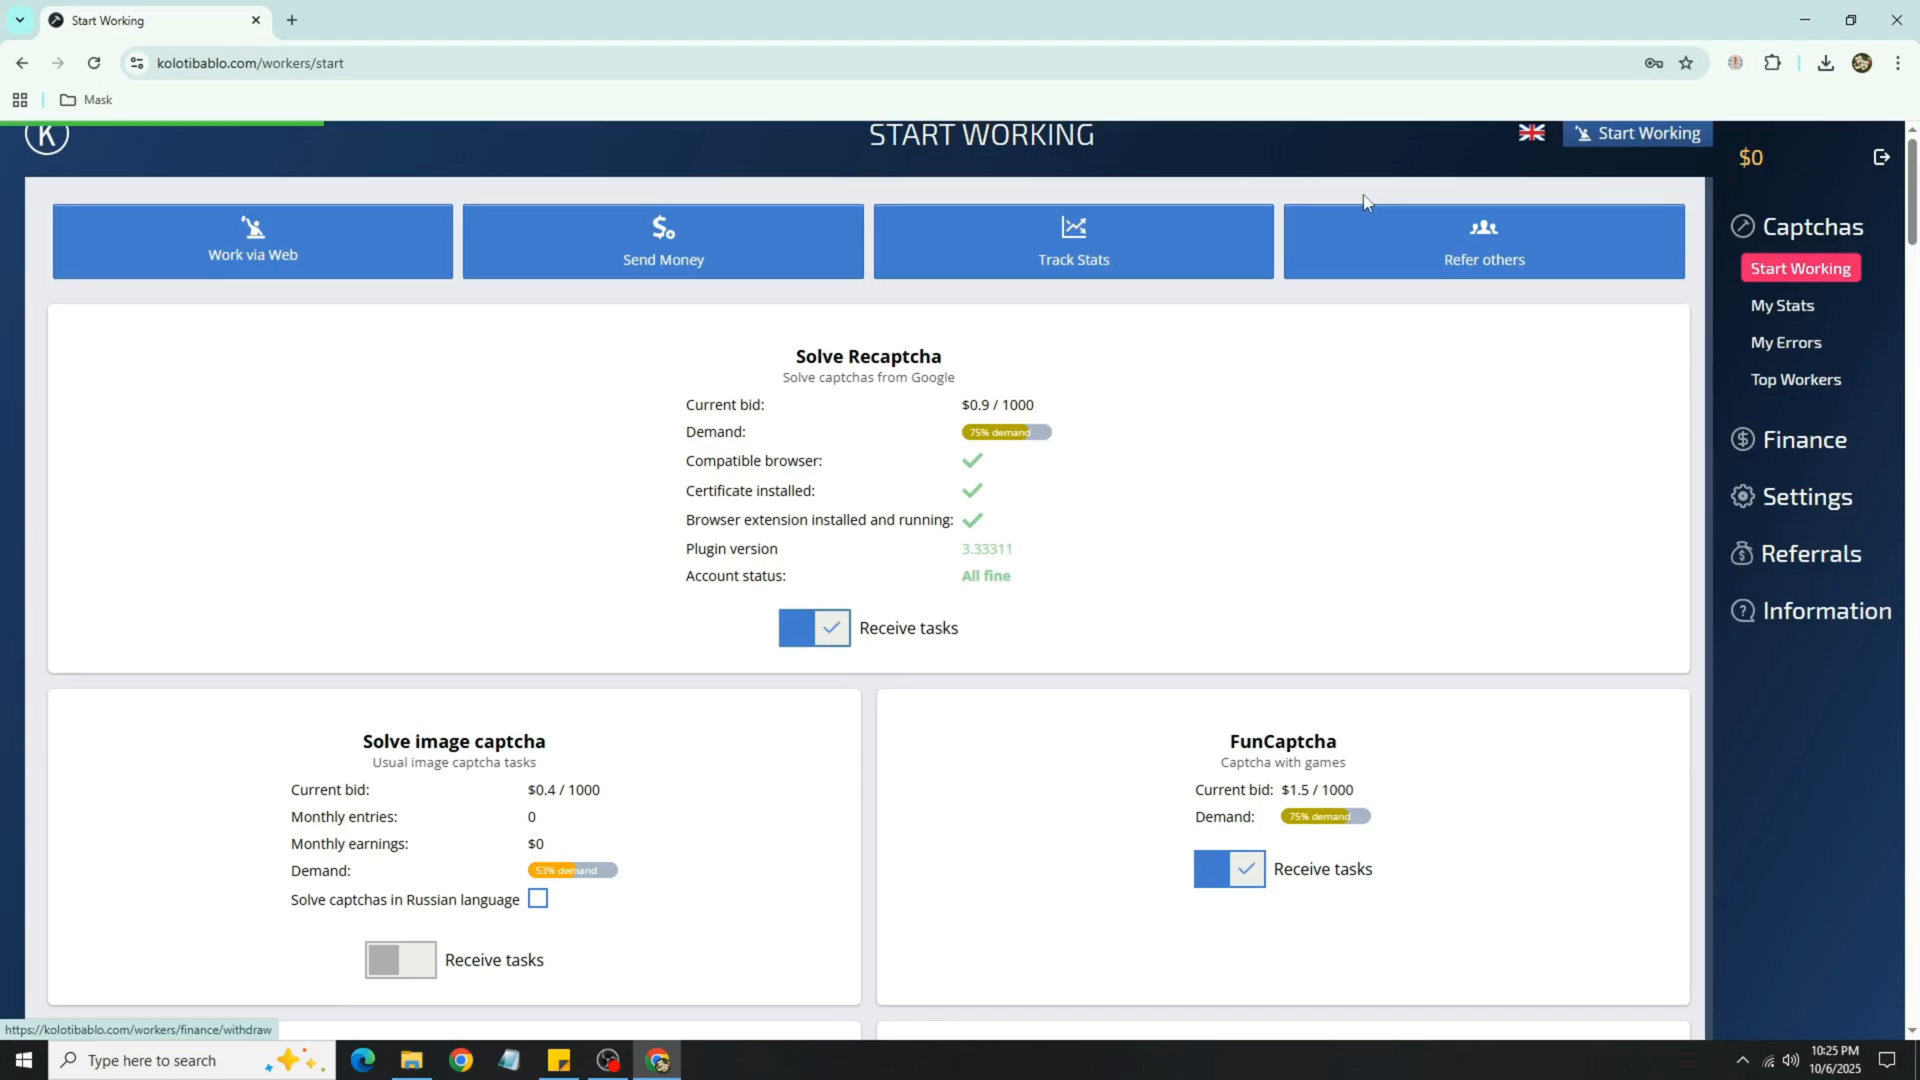 Start Working
kolotibablo.com/workers/start
Mask
K
START WORKING
Start Working
$0
Work via Web
Send Money
Track Stats
Refer others
Captchas
Start Working
My Stats
My Errors
Top Workers
Finance
Settings
Referrals
Information
Solve Recaptcha
Solve captchas from Google
Current bid: $0.9 / 1000
Demand: 75% demand
Compatible browser:
Certificate installed:
Browser extension installed and running:
Plugin version 3.33311
Account status: All fine
Receive tasks
Solve image captcha
Usual image captcha tasks
Current bid: $0.4 / 1000
Monthly entries: 0
Monthly earnings: $0
Demand: 53% demand
Solve captchas in Russian language
Receive tasks
FunCaptcha
Captcha with games
Current bid: $1.5 / 1000
Demand: 75% demand
Receive tasks
https://kolotibablo.com/workers/finance/withdraw
Type here to search
10:25 PM
10/6/2025